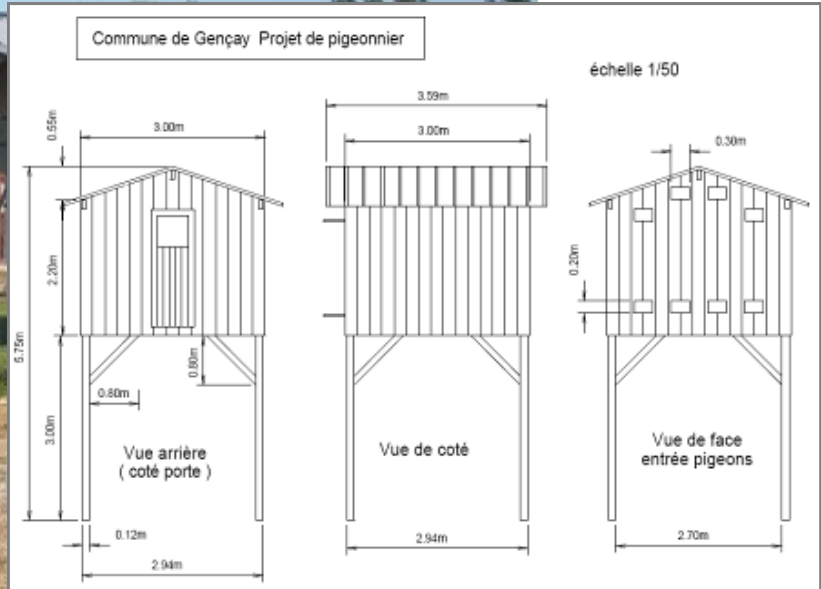 Commune de Gençay Projet de pigeonnier
échelle 1/50
3.59m
3.00m
3.00m
0.55m
0.30m
2.20m
0.20m
5.75m
0.80m
0.80m
3.00m
Vue arrière
( coté porte )
Vue de coté
Vue de face
entrée pigeons
0.12m
2.94m
2.94m
2.70m